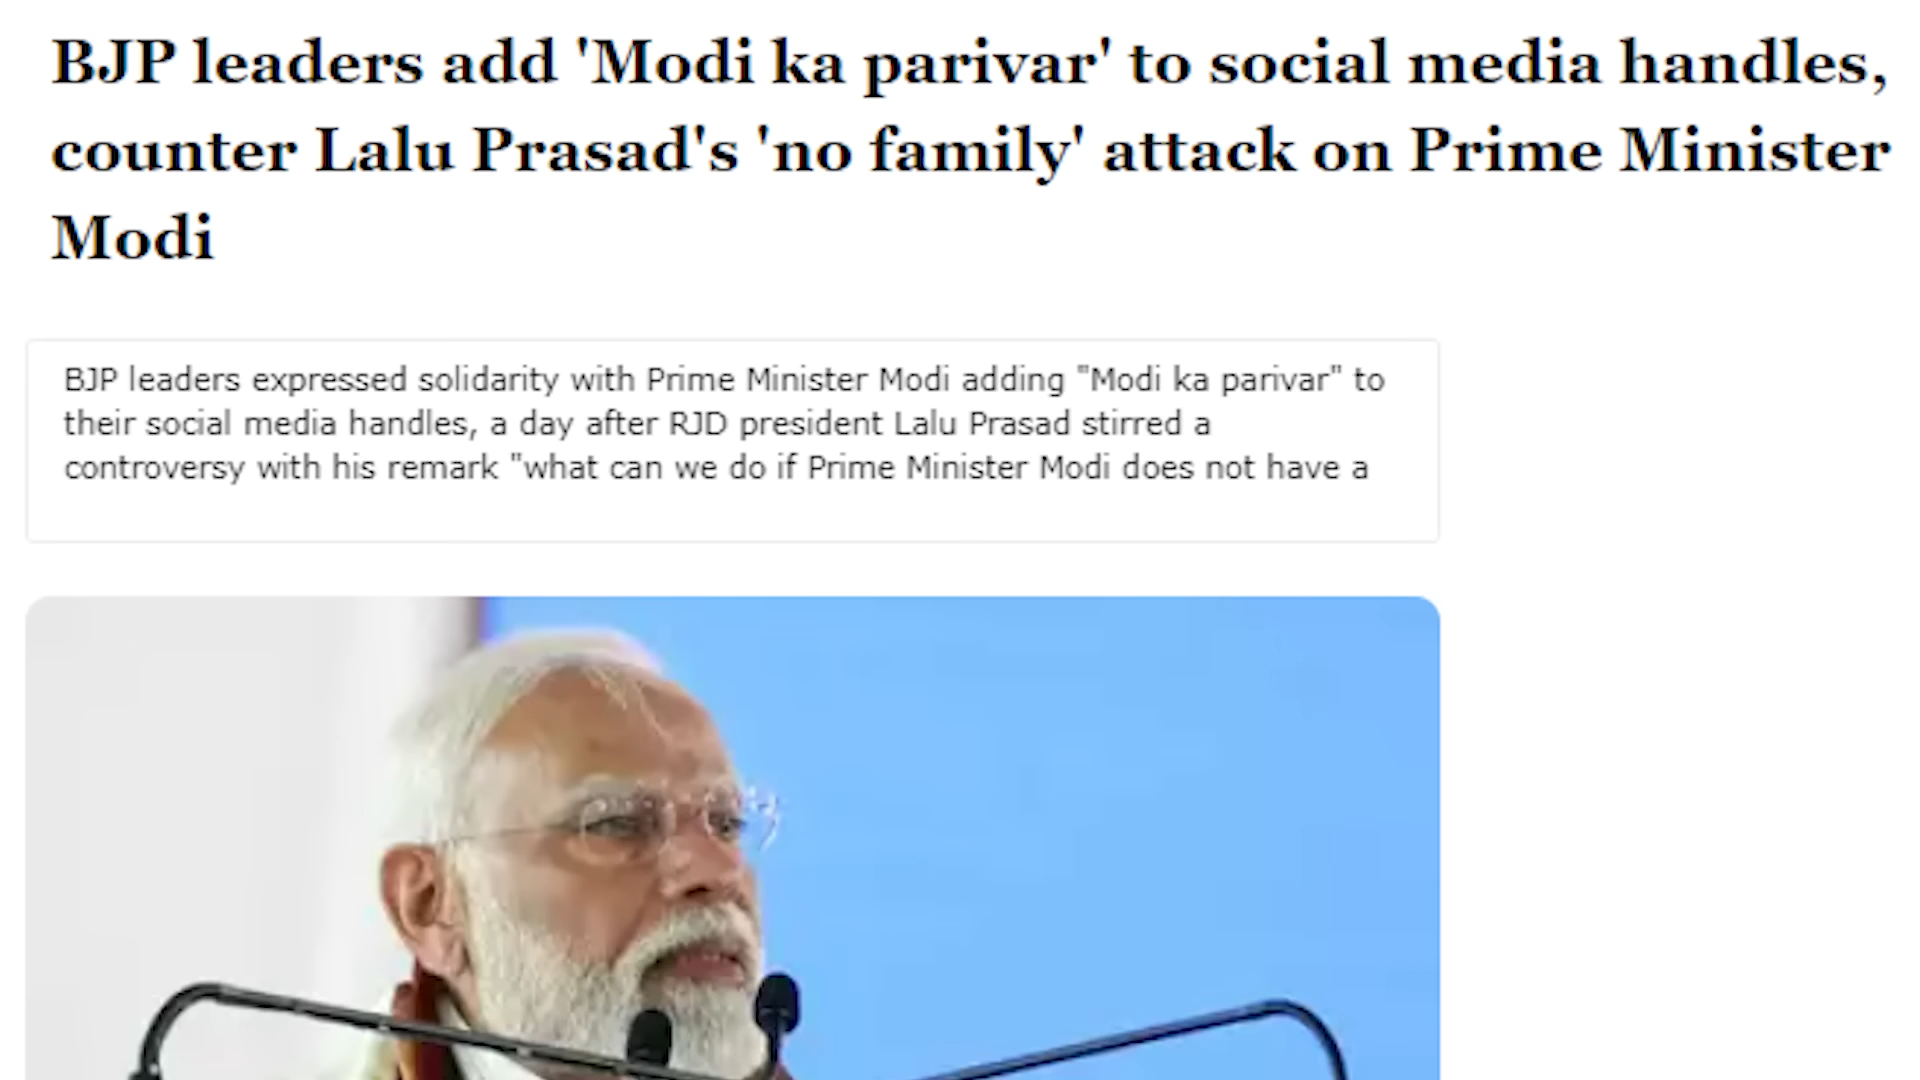 BJP leaders add 'Modi ka parivar' to social media handles,
counter Lalu Prasad's 'no family' attack on Prime Minister
Modi
BJP leaders expressed solidarity with Prime Minister Modi adding "Modi ka parivar" to
their social media handles, a day after RJD president Lalu Prasad stirred a
controversy with his remark "what can we do if Prime Minister Modi does not have a